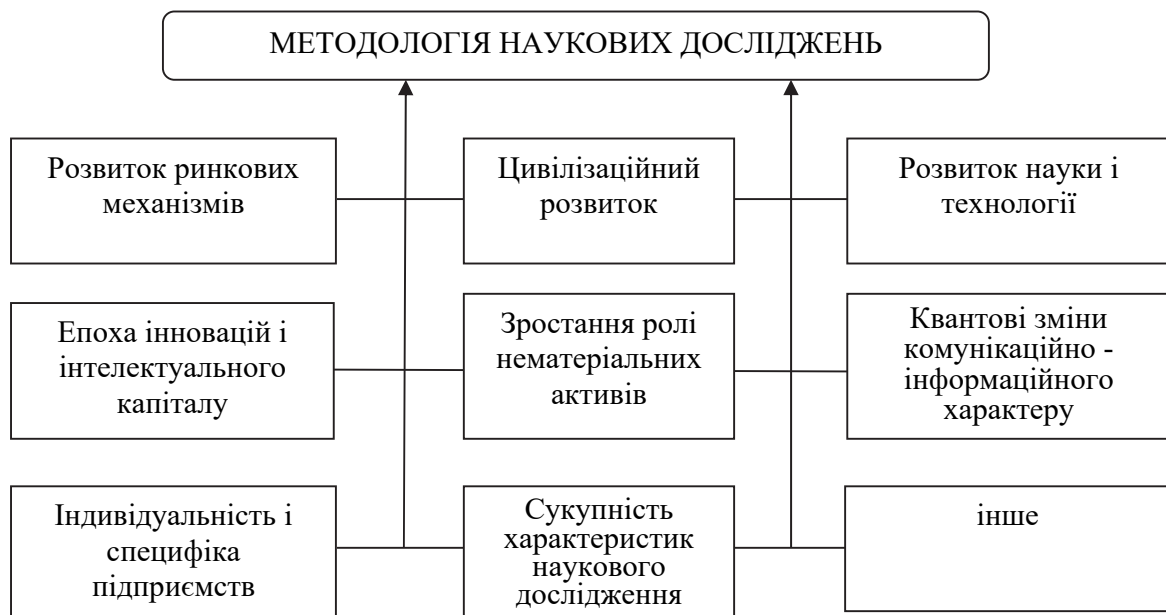 МЕТОДОЛОГІЯ НАУКОВИХ ДОСЛІДЖЕНЬ
Розвиток ринкових
механізмів
Цивілізаційний
розвиток
Розвиток науки і
технології
Епоха інновацій і
інтелектуального
капіталу
Зростання ролі
нематеріальних
активів
Квантові зміни
комунікаційно -
інформаційного
характеру
Індивідуальність і
специфіка
підприємств
Сукупність
характеристик
наукового
дослідження
інше